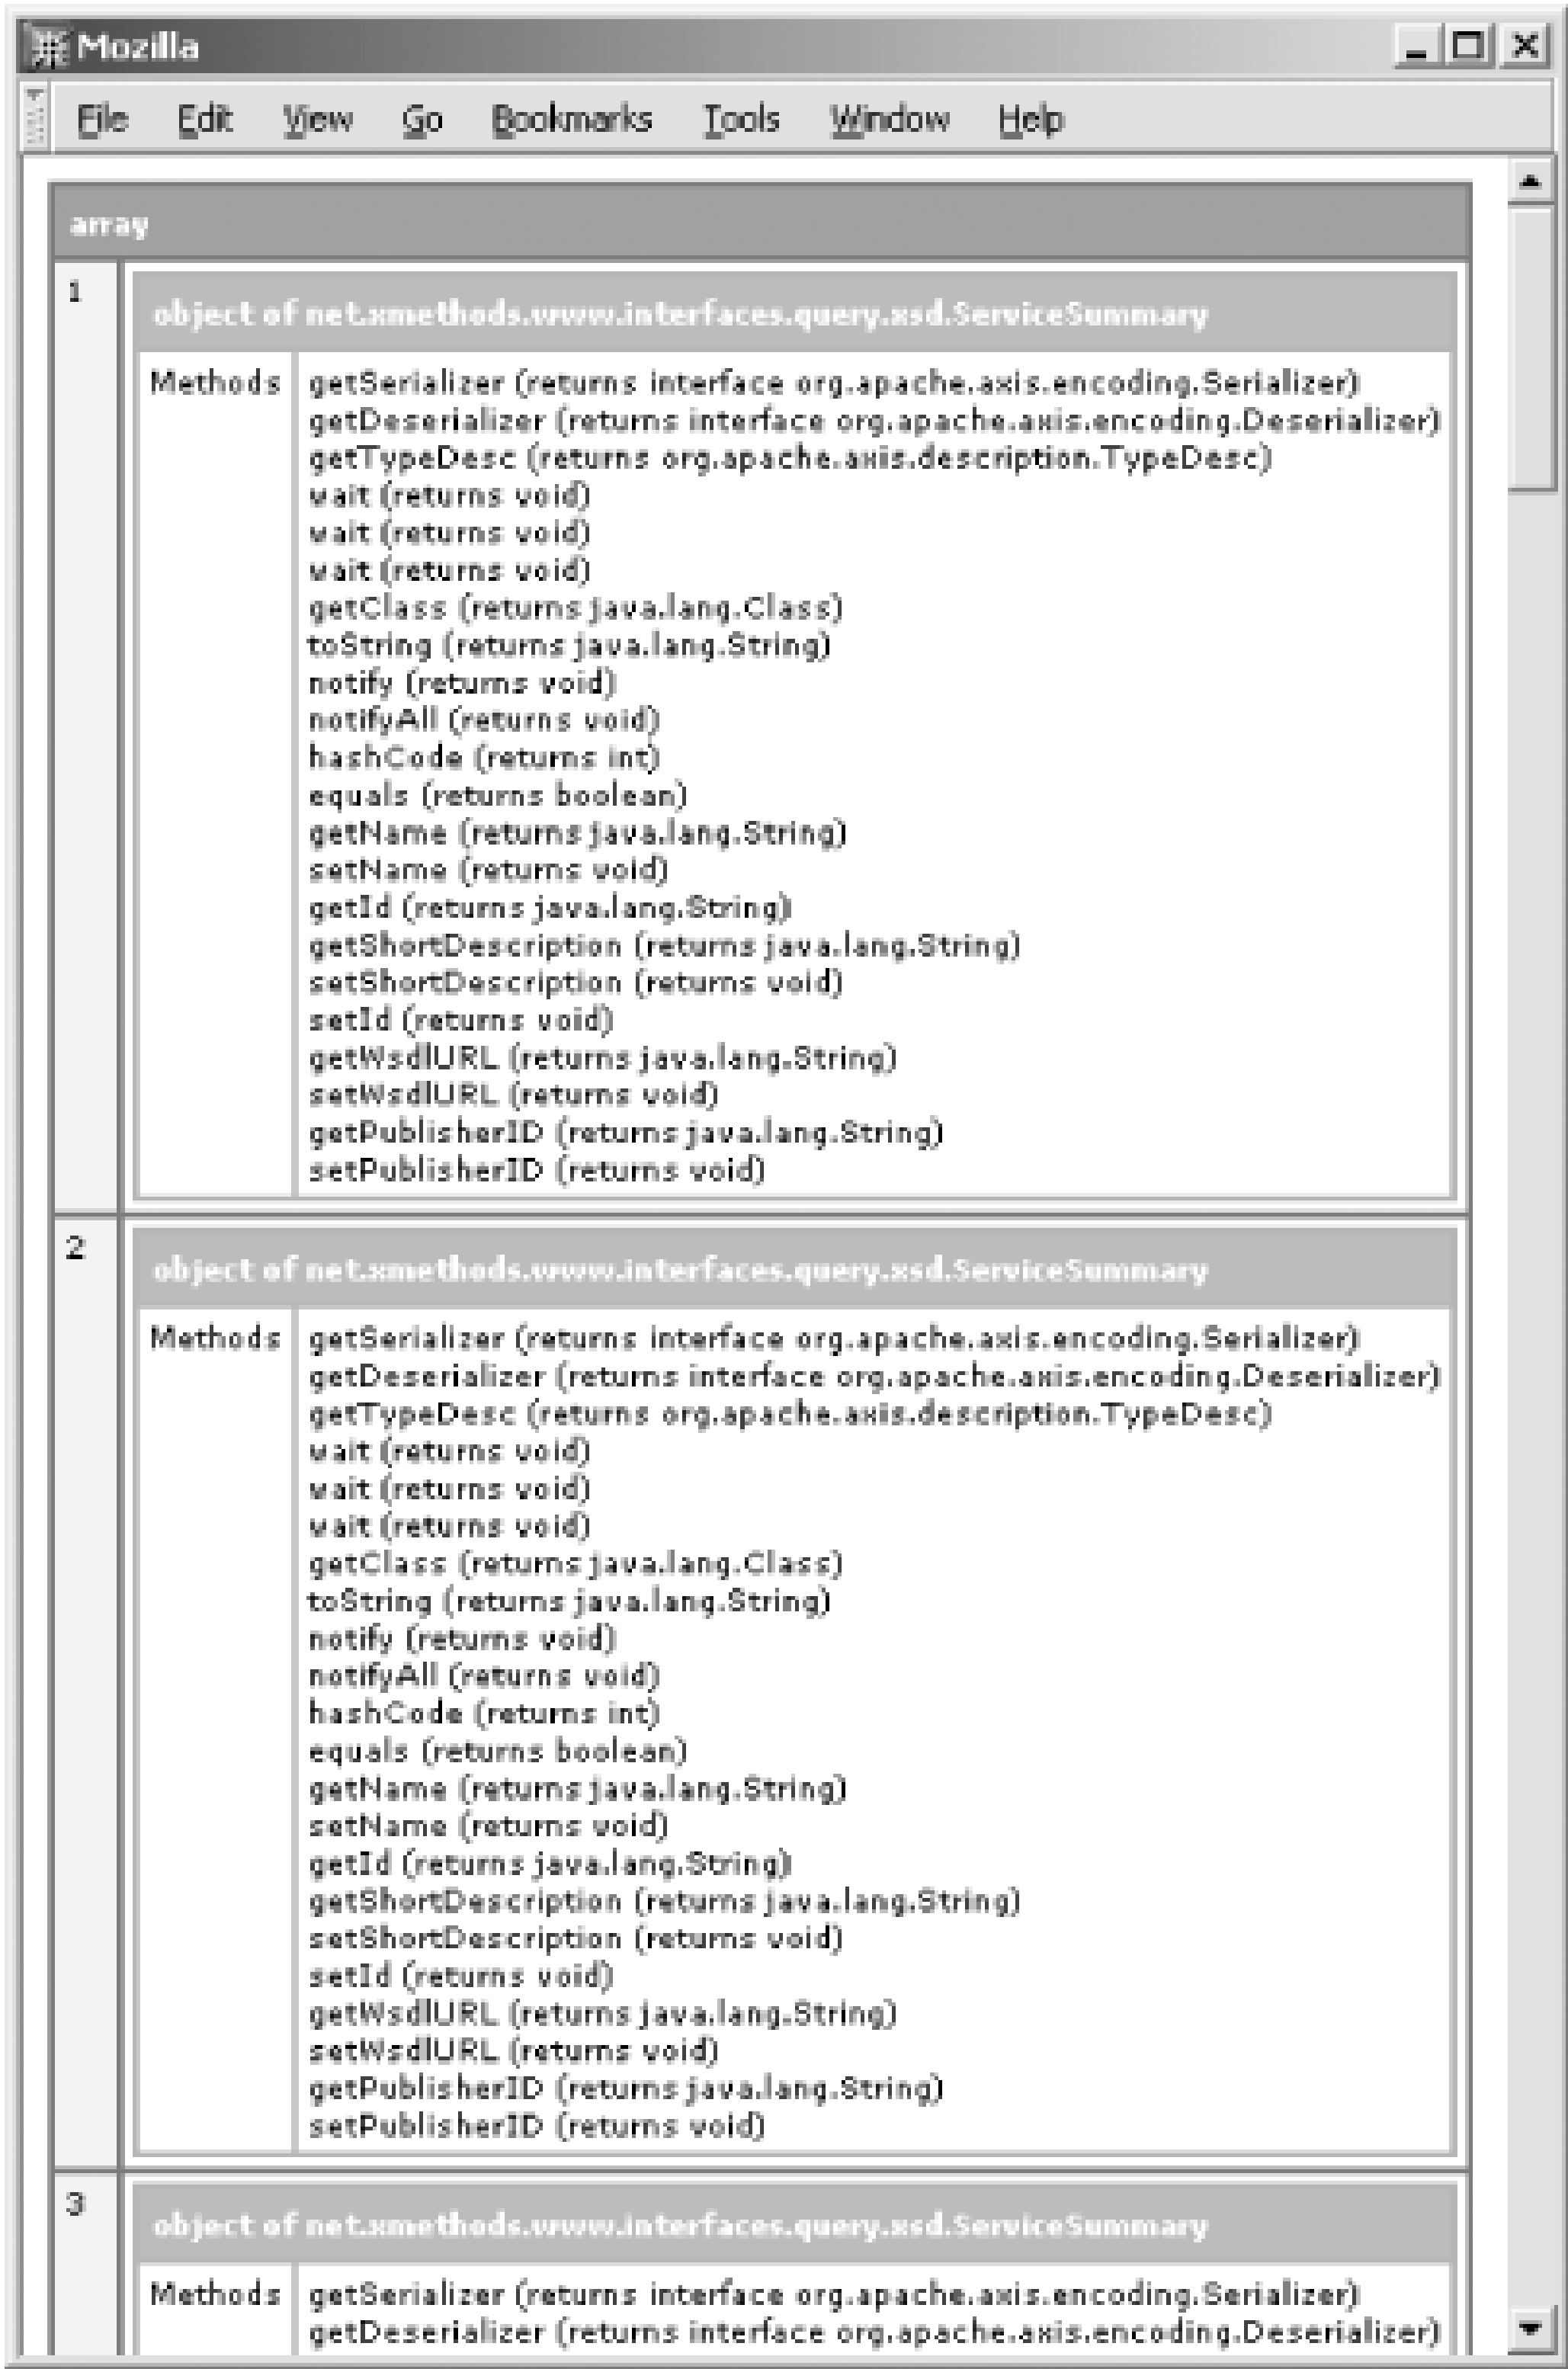 Mozilla
File Edit View Go Bookmarks Tools Window Help
array
1
object of net.xmethods.www.interfaces.query.xsd.ServiceSummary
Methods getSerializer (returns interface org.apache.axis.encoding.Serializer)
getDeserializer (returns interface org.apache.axis.encoding.Deserializer)
getTypeDesc (returns org.apache.axis.description.TypeDesc)
wait (returns void)
wait (returns void)
wait (returns void)
getClass (returns java.lang.Class)
toString (returns java.lang.String)
notify (returns void)
notifyAll (returns void)
hashCode (returns int)
equals (returns boolean)
getName (returns java.lang.String)
setName (returns void)
getId (returns java.lang.String)
getShortDescription (returns java.lang.String)
setShortDescription (returns void)
setId (returns void)
getWsdlURL (returns java.lang.String)
setWsdlURL (returns void)
getPublisherID (returns java.lang.String)
setPublisherID (returns void)
2
object of net.xmethods.www.interfaces.query.xsd.ServiceSummary
Methods getSerializer (returns interface org.apache.axis.encoding.Serializer)
getDeserializer (returns interface org.apache.axis.encoding.Deserializer)
getTypeDesc (returns org.apache.axis.description.TypeDesc)
wait (returns void)
wait (returns void)
wait (returns void)
getClass (returns java.lang.Class)
toString (returns java.lang.String)
notify (returns void)
notifyAll (returns void)
hashCode (returns int)
equals (returns boolean)
getName (returns java.lang.String)
setName (returns void)
getId (returns java.lang.String)
getShortDescription (returns java.lang.String)
setShortDescription (returns void)
setId (returns void)
getWsdlURL (returns java.lang.String)
setWsdlURL (returns void)
getPublisherID (returns java.lang.String)
setPublisherID (returns void)
3
object of net.xmethods.www.interfaces.query.xsd.ServiceSummary
Methods getSerializer (returns interface org.apache.axis.encoding.Serializer)
getDeserializer (returns interface org.apache.axis.encoding.Deserializer)